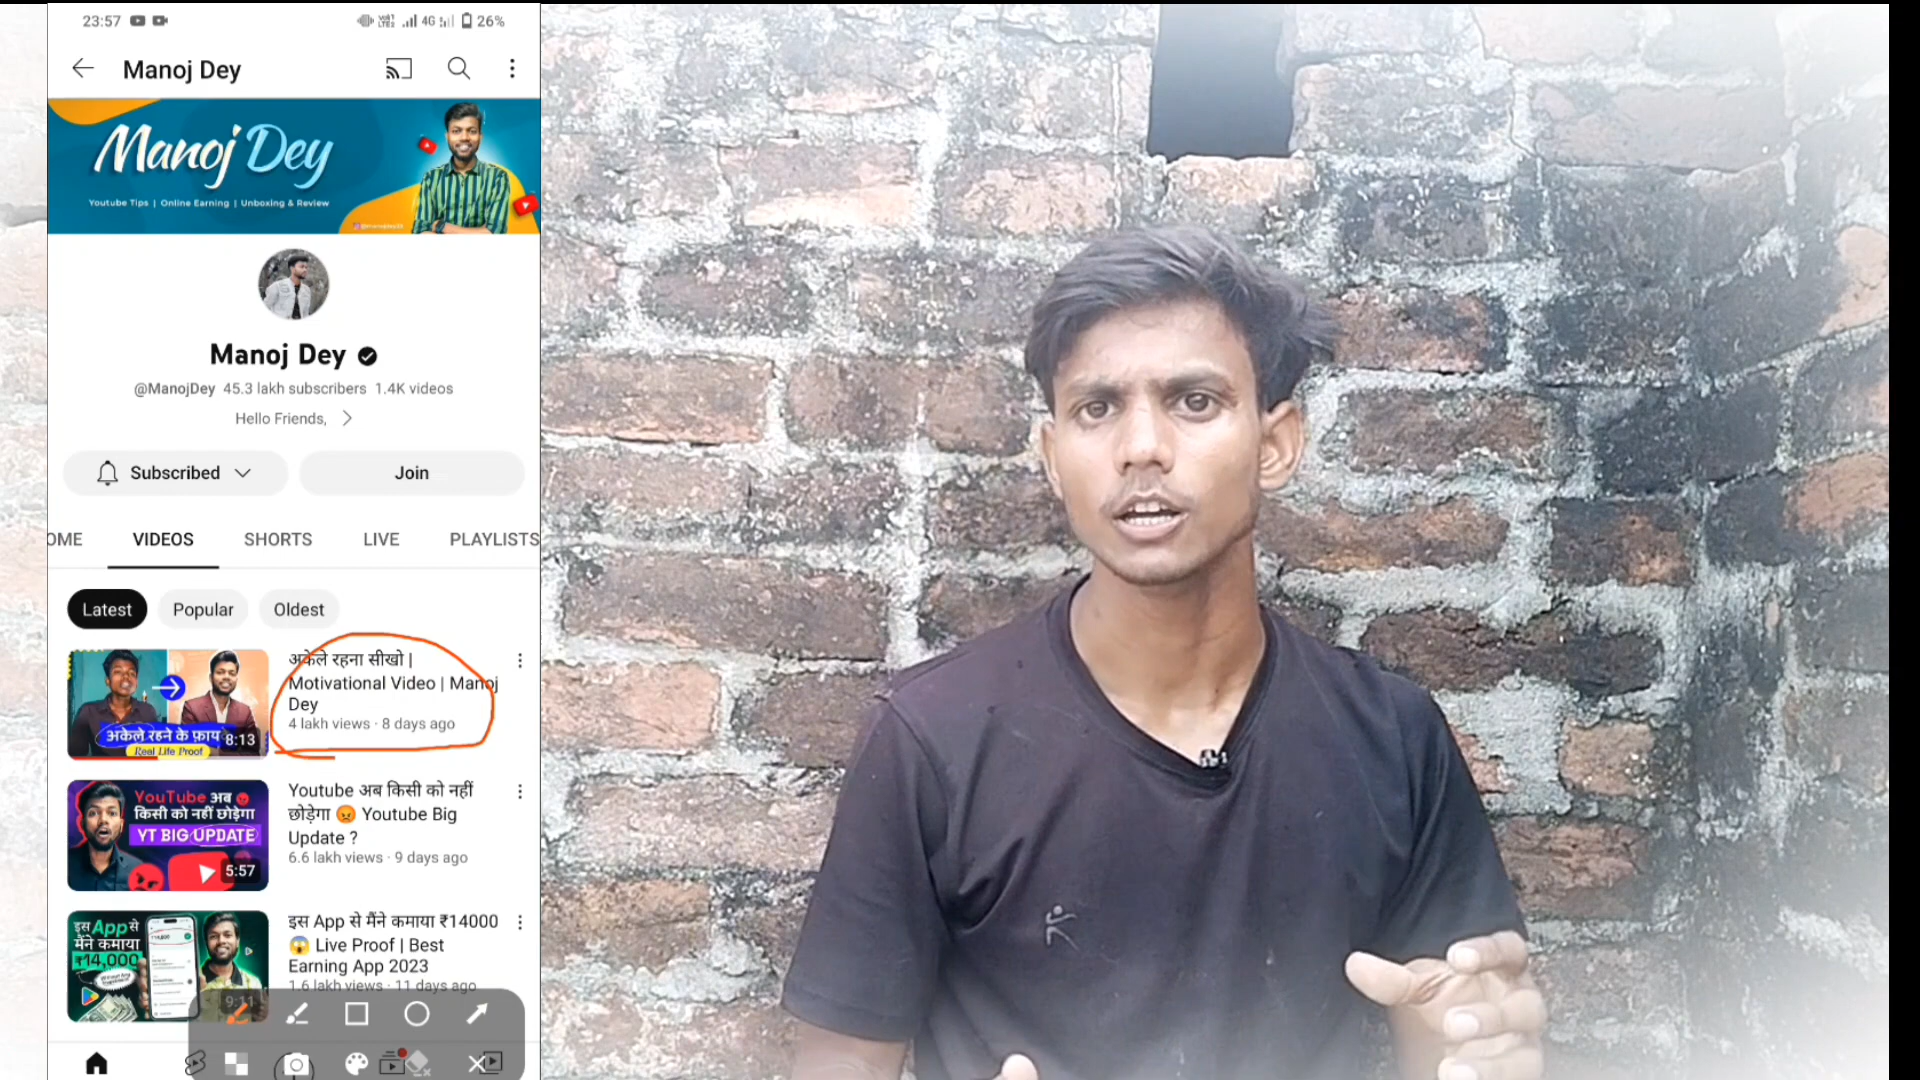 23:57
4G
26%
Manoj Dey
Manoj Dey
Youtube Tips | Online Earning | Unboxing & Review
Manoj Dey
@ManojDey 45.3 lakh subscribers 1.4K videos
Hello Friends,
Subscribed
Join
OME
VIDEOS
SHORTS
LIVE
PLAYLISTS
Latest
Popular
Oldest
अकेले रहने के फ़ाय
8:13
Real Life Proof
अकेले रहना सीखो |
Motivational Video | Manoj
Dey
4 lakh views · 8 days ago
YouTube अब
किसी को नहीं
छोड़ेगा
YT BIG UPDATE
5:57
Youtube अब किसी को नहीं
छोड़ेगा 😡 Youtube Big
Update ?
6.6 lakh views · 9 days ago
इस App से
मैंने कमाया
₹14,000
9:11
इस App से मैंने कमाया ₹14000
😱 Live Proof | Best
Earning App 2023
1.6 lakh views · 11 days ago